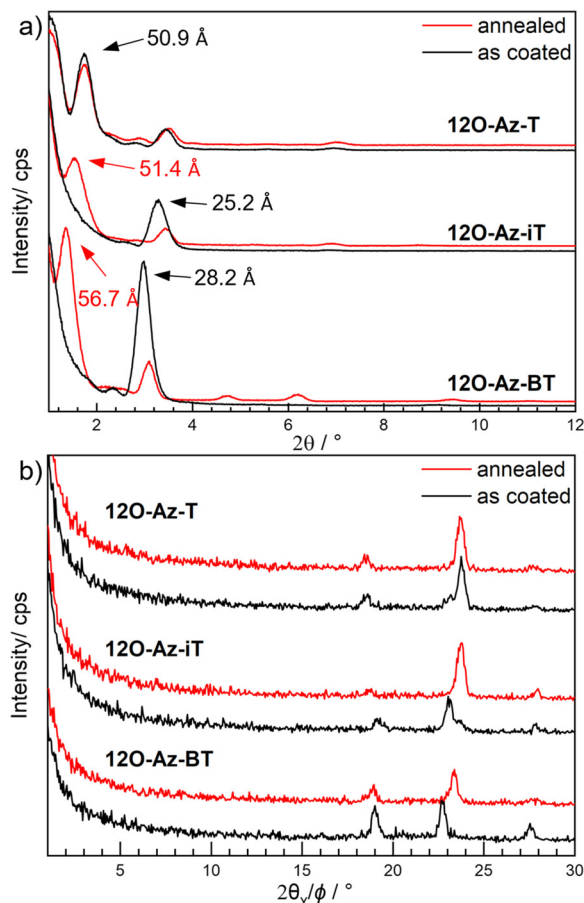 a)
50.9 Å
annealed
as coated
12O-Az-T
51.4 Å
25.2 Å
12O-Az-iT
56.7 Å
28.2 Å
12O-Az-BT
Intensity/ cps
2 4 6 8 10 12
2θ / °
b)
annealed
as coated
12O-Az-T
12O-Az-iT
12O-Az-BT
Intensity/ cps
5 10 15 20 25 30
2θᵪ/ϕ / °